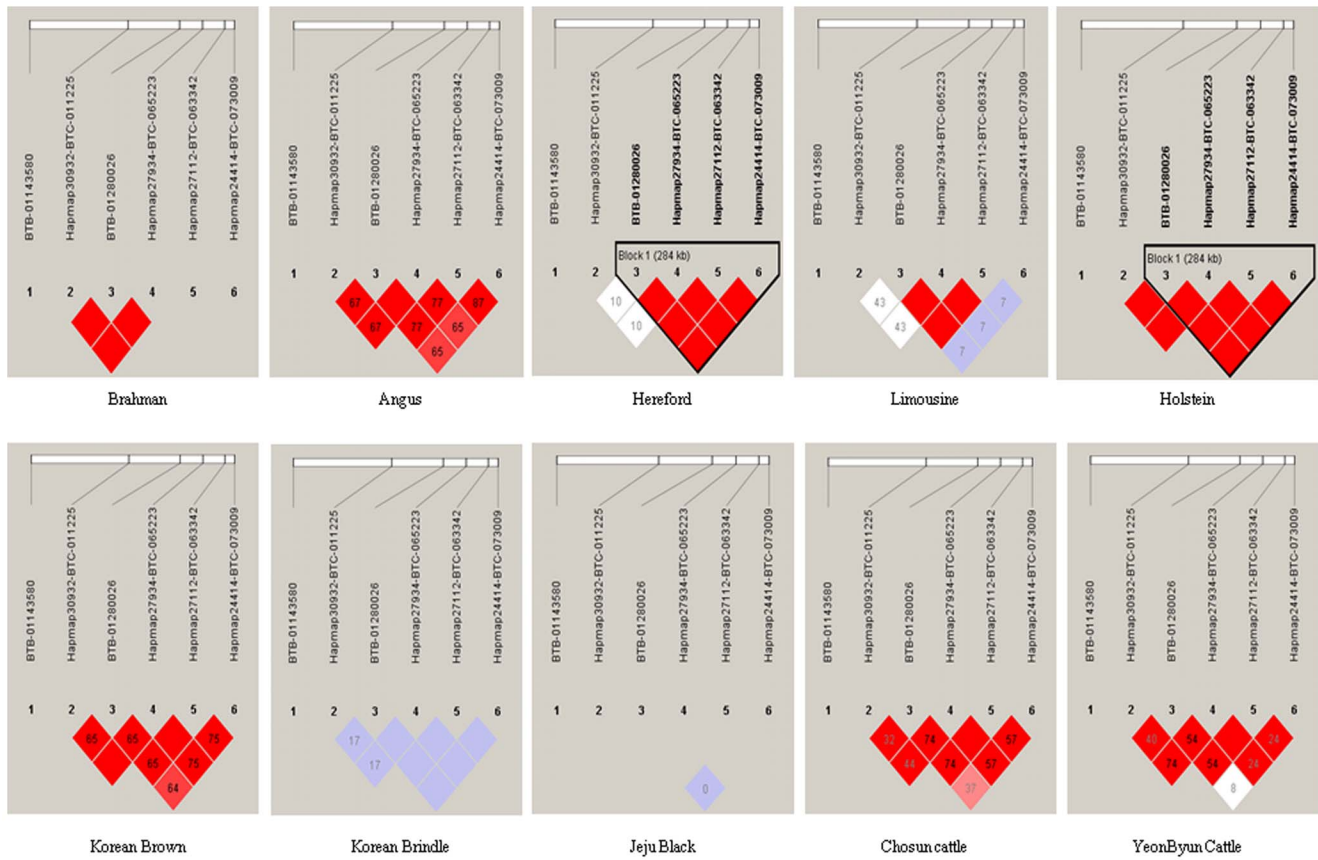 BTB-01143580
Hapmap30932-BTC-011225
BTB-01280026
Hapmap27934-BTC-065223
Hapmap27112-BTC-063342
Hapmap24414-BTC-073009
1 2 3 4 5 6
Brahman
BTB-01143580
Hapmap30932-BTC-011225
BTB-01280026
Hapmap27934-BTC-065223
Hapmap27112-BTC-063342
Hapmap24414-BTC-073009
1 2 3 4 5 6
67 77 87
67 77 65
65
Angus
BTB-01143580
Hapmap30932-BTC-011225
BTB-01280026
Hapmap27934-BTC-065223
Hapmap27112-BTC-063342
Hapmap24414-BTC-073009
Block 1 (284 kb)
1 2 3 4 5 6
10
10
Hereford
BTB-01143580
Hapmap30932-BTC-011225
BTB-01280026
Hapmap27934-BTC-065223
Hapmap27112-BTC-063342
Hapmap24414-BTC-073009
1 2 3 4 5 6
43 7
43 7
7
Limousine
BTB-01143580
Hapmap30932-BTC-011225
BTB-01280026
Hapmap27934-BTC-065223
Hapmap27112-BTC-063342
Hapmap24414-BTC-073009
Block 1 (284 kb)
1 2 3 4 5 6
Holstein
BTB-01143580
Hapmap30932-BTC-011225
BTB-01280026
Hapmap27934-BTC-065223
Hapmap27112-BTC-063342
Hapmap24414-BTC-073009
1 2 3 4 5 6
65 65 75
65 75
64
Korean Brown
BTB-01143580
Hapmap30932-BTC-011225
BTB-01280026
Hapmap27934-BTC-065223
Hapmap27112-BTC-063342
Hapmap24414-BTC-073009
1 2 3 4 5 6
17
17
Korean Brindle
BTB-01143580
Hapmap30932-BTC-011225
BTB-01280026
Hapmap27934-BTC-065223
Hapmap27112-BTC-063342
Hapmap24414-BTC-073009
1 2 3 4 5 6
0
Jeju Black
BTB-01143580
Hapmap30932-BTC-011225
BTB-01280026
Hapmap27934-BTC-065223
Hapmap27112-BTC-063342
Hapmap24414-BTC-073009
1 2 3 4 5 6
32 74 57
44 74 57
37
Chosun cattle
BTB-01143580
Hapmap30932-BTC-011225
BTB-01280026
Hapmap27934-BTC-065223
Hapmap27112-BTC-063342
Hapmap24414-BTC-073009
1 2 3 4 5 6
40 54 24
74 54 24
8
YeonByun Cattle